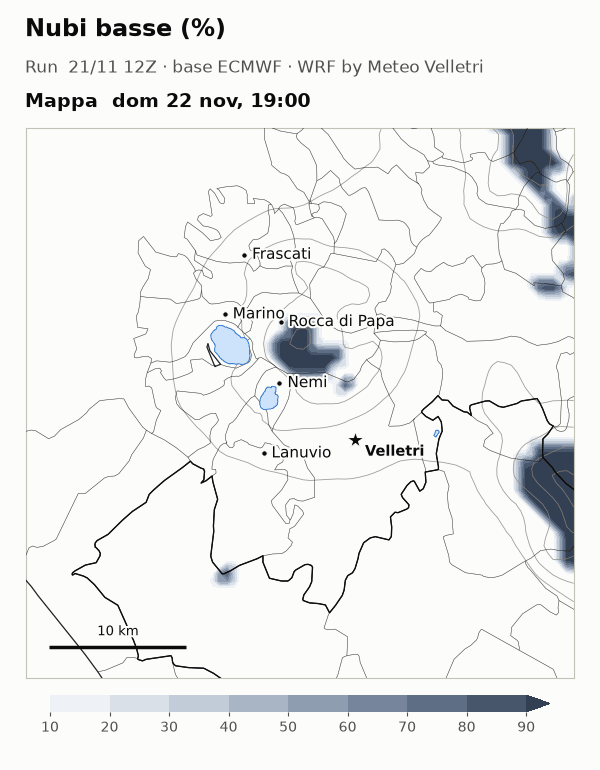 Nubi basse (%)
Run  21/11 12Z · base ECMWF · WRF by Meteo Velletri
Mappa  dom 22 nov, 19:00
Frascati
Marino
Rocca di Papa
Nemi
Velletri
Lanuvio
10 km
10 20 30 40 50 60 70 80 90